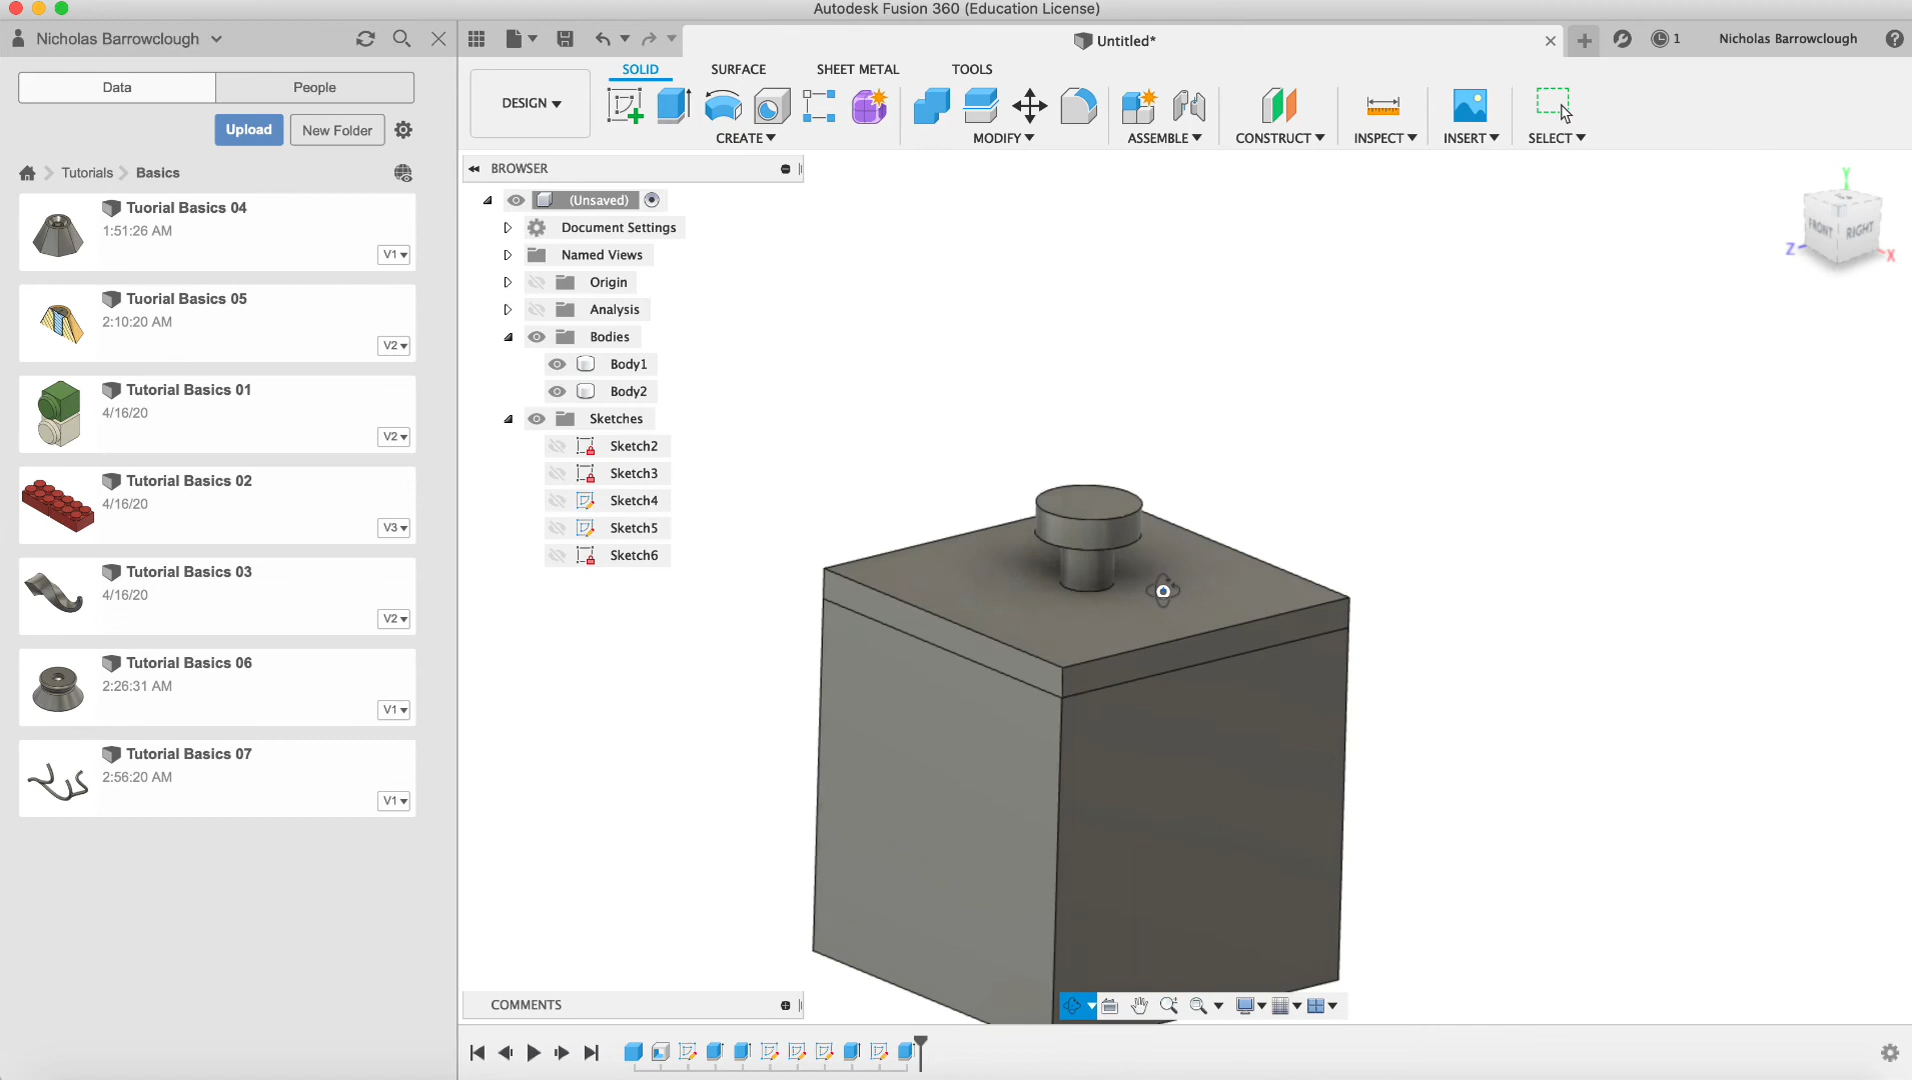 Autodesk Fusion 360 (Education License)
Nicholas Barrowclough
Untitled*
1
Nicholas Barrowclough
Data
People
Upload
New Folder
Tutorials
Basics
Tuorial Basics 04
1:51:26 AM
V1
Tuorial Basics 05
2:10:20 AM
V2
Tutorial Basics 01
4/16/20
V2
Tutorial Basics 02
4/16/20
V3
Tutorial Basics 03
4/16/20
V2
Tutorial Basics 06
2:26:31 AM
V1
Tutorial Basics 07
2:56:20 AM
V1
DESIGN
SOLID
SURFACE
SHEET METAL
TOOLS
CREATE
MODIFY
ASSEMBLE
CONSTRUCT
INSPECT
INSERT
SELECT
BROWSER
(Unsaved)
Document Settings
Named Views
Origin
Analysis
Bodies
Body1
Body2
Sketches
Sketch2
Sketch3
Sketch4
Sketch5
Sketch6
Y
FRONT
RIGHT
Z
X
COMMENTS